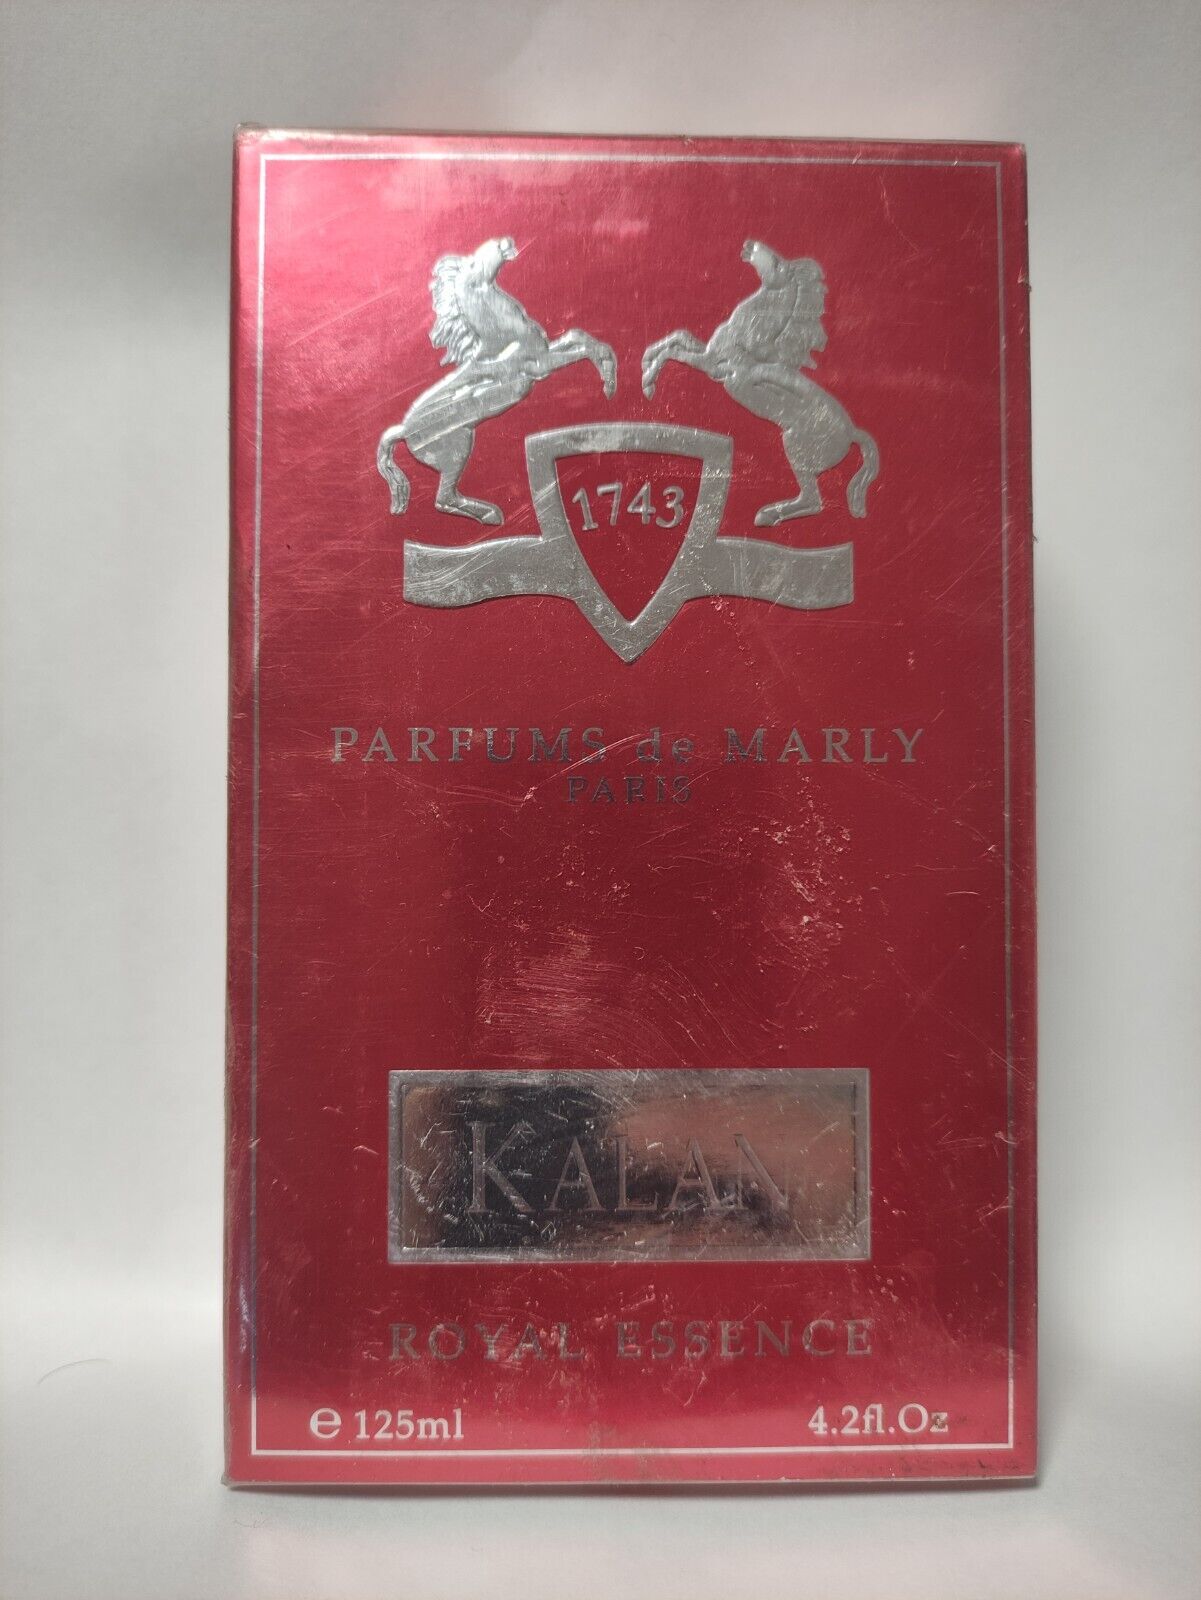 1743
PARFUMS de MARLY
PARIS
KALAN
ROYAL ESSENCE
℮ 125ml 4.2fl.Oz